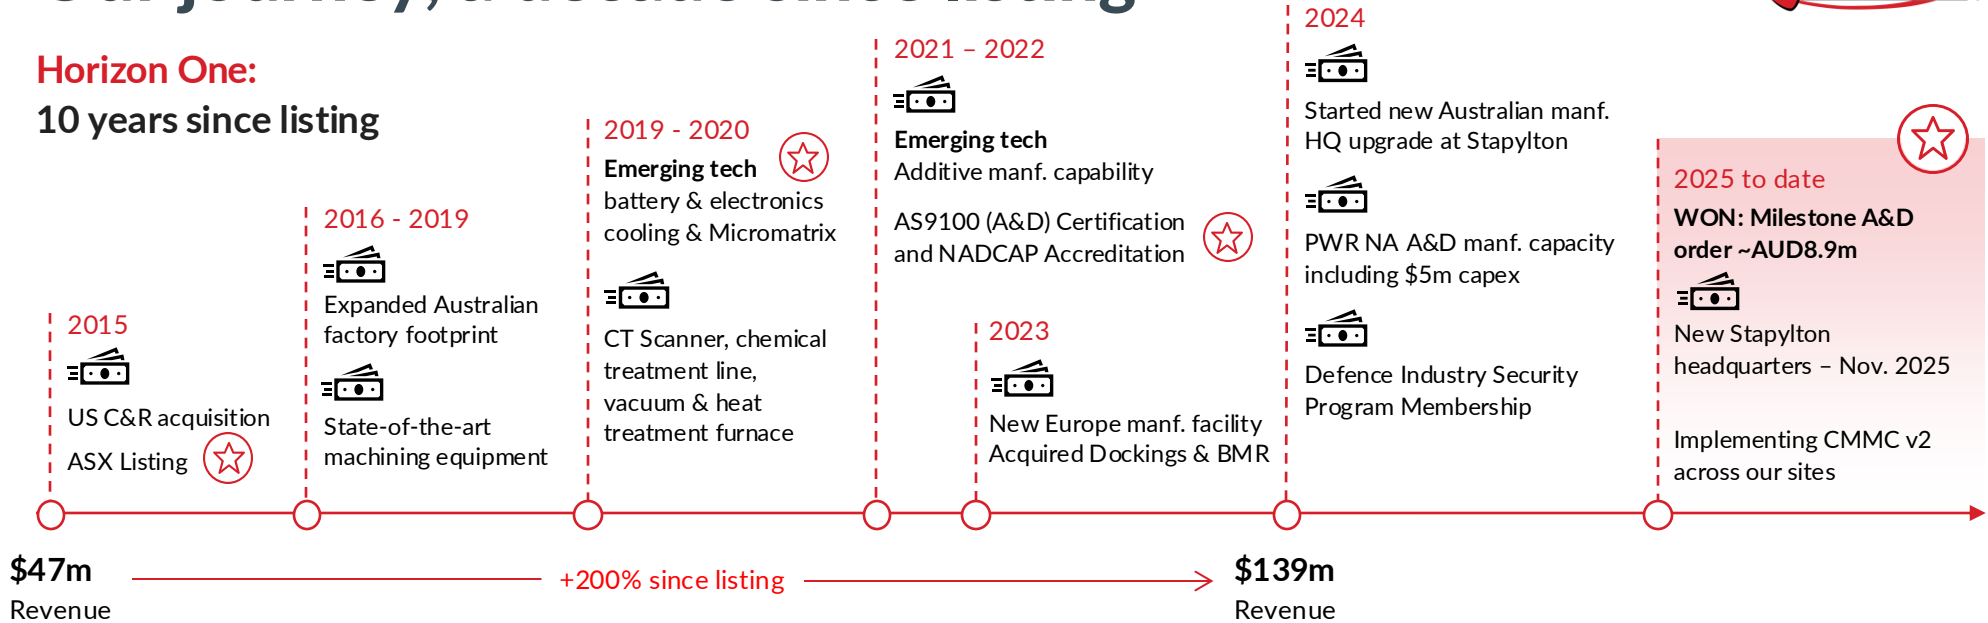 Our journey, a decade since listing
Horizon One:
10 years since listing
2015
US C&R acquisition
ASX Listing
2016 - 2019
Expanded Australian
factory footprint
State-of-the-art
machining equipment
2019 - 2020
Emerging tech
battery & electronics
cooling & Micromatrix
CT Scanner, chemical
treatment line,
vacuum & heat
treatment furnace
2021 – 2022
Emerging tech
Additive manf. capability
AS9100 (A&D) Certification
and NADCAP Accreditation
2023
New Europe manf. facility
Acquired Dockings & BMR
2024
Started new Australian manf.
HQ upgrade at Stapylton
PWR NA A&D manf. capacity
including $5m capex
Defence Industry Security
Program Membership
2025 to date
WON: Milestone A&D
order ~AUD8.9m
New Stapylton
headquarters – Nov. 2025
Implementing CMMC v2
across our sites
$47m
Revenue
+200% since listing
$139m
Revenue